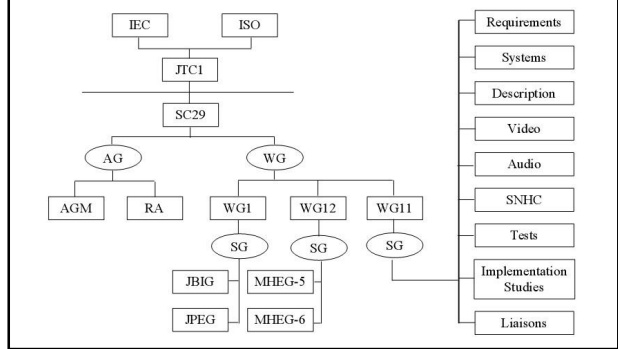 IEC
ISO
JTC1
SC29
AG
WG
AGM
RA
WG1
WG12
WG11
SG
SG
SG
JBIG
MHEG-5
JPEG
MHEG-6
Requirements
Systems
Description
Video
Audio
SNHC
Tests
Implementation
Studies
Liaisons